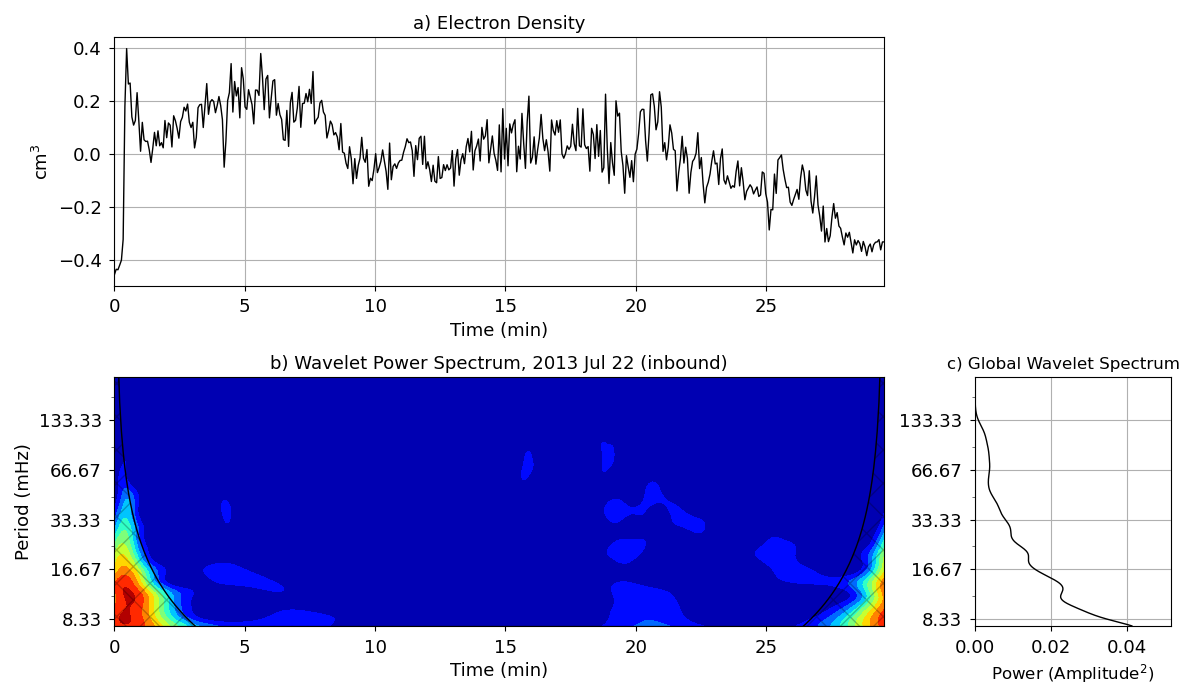 a) Electron Density
cm³
0.4
0.2
0.0
−0.2
−0.4
0 5 10 15 20 25
Time (min)
b) Wavelet Power Spectrum, 2013 Jul 22 (inbound)
Period (mHz)
133.33
66.67
33.33
16.67
8.33
0 5 10 15 20 25
Time (min)
c) Global Wavelet Spectrum
133.33
66.67
33.33
16.67
8.33
0.00 0.02 0.04
Power (Amplitude²)